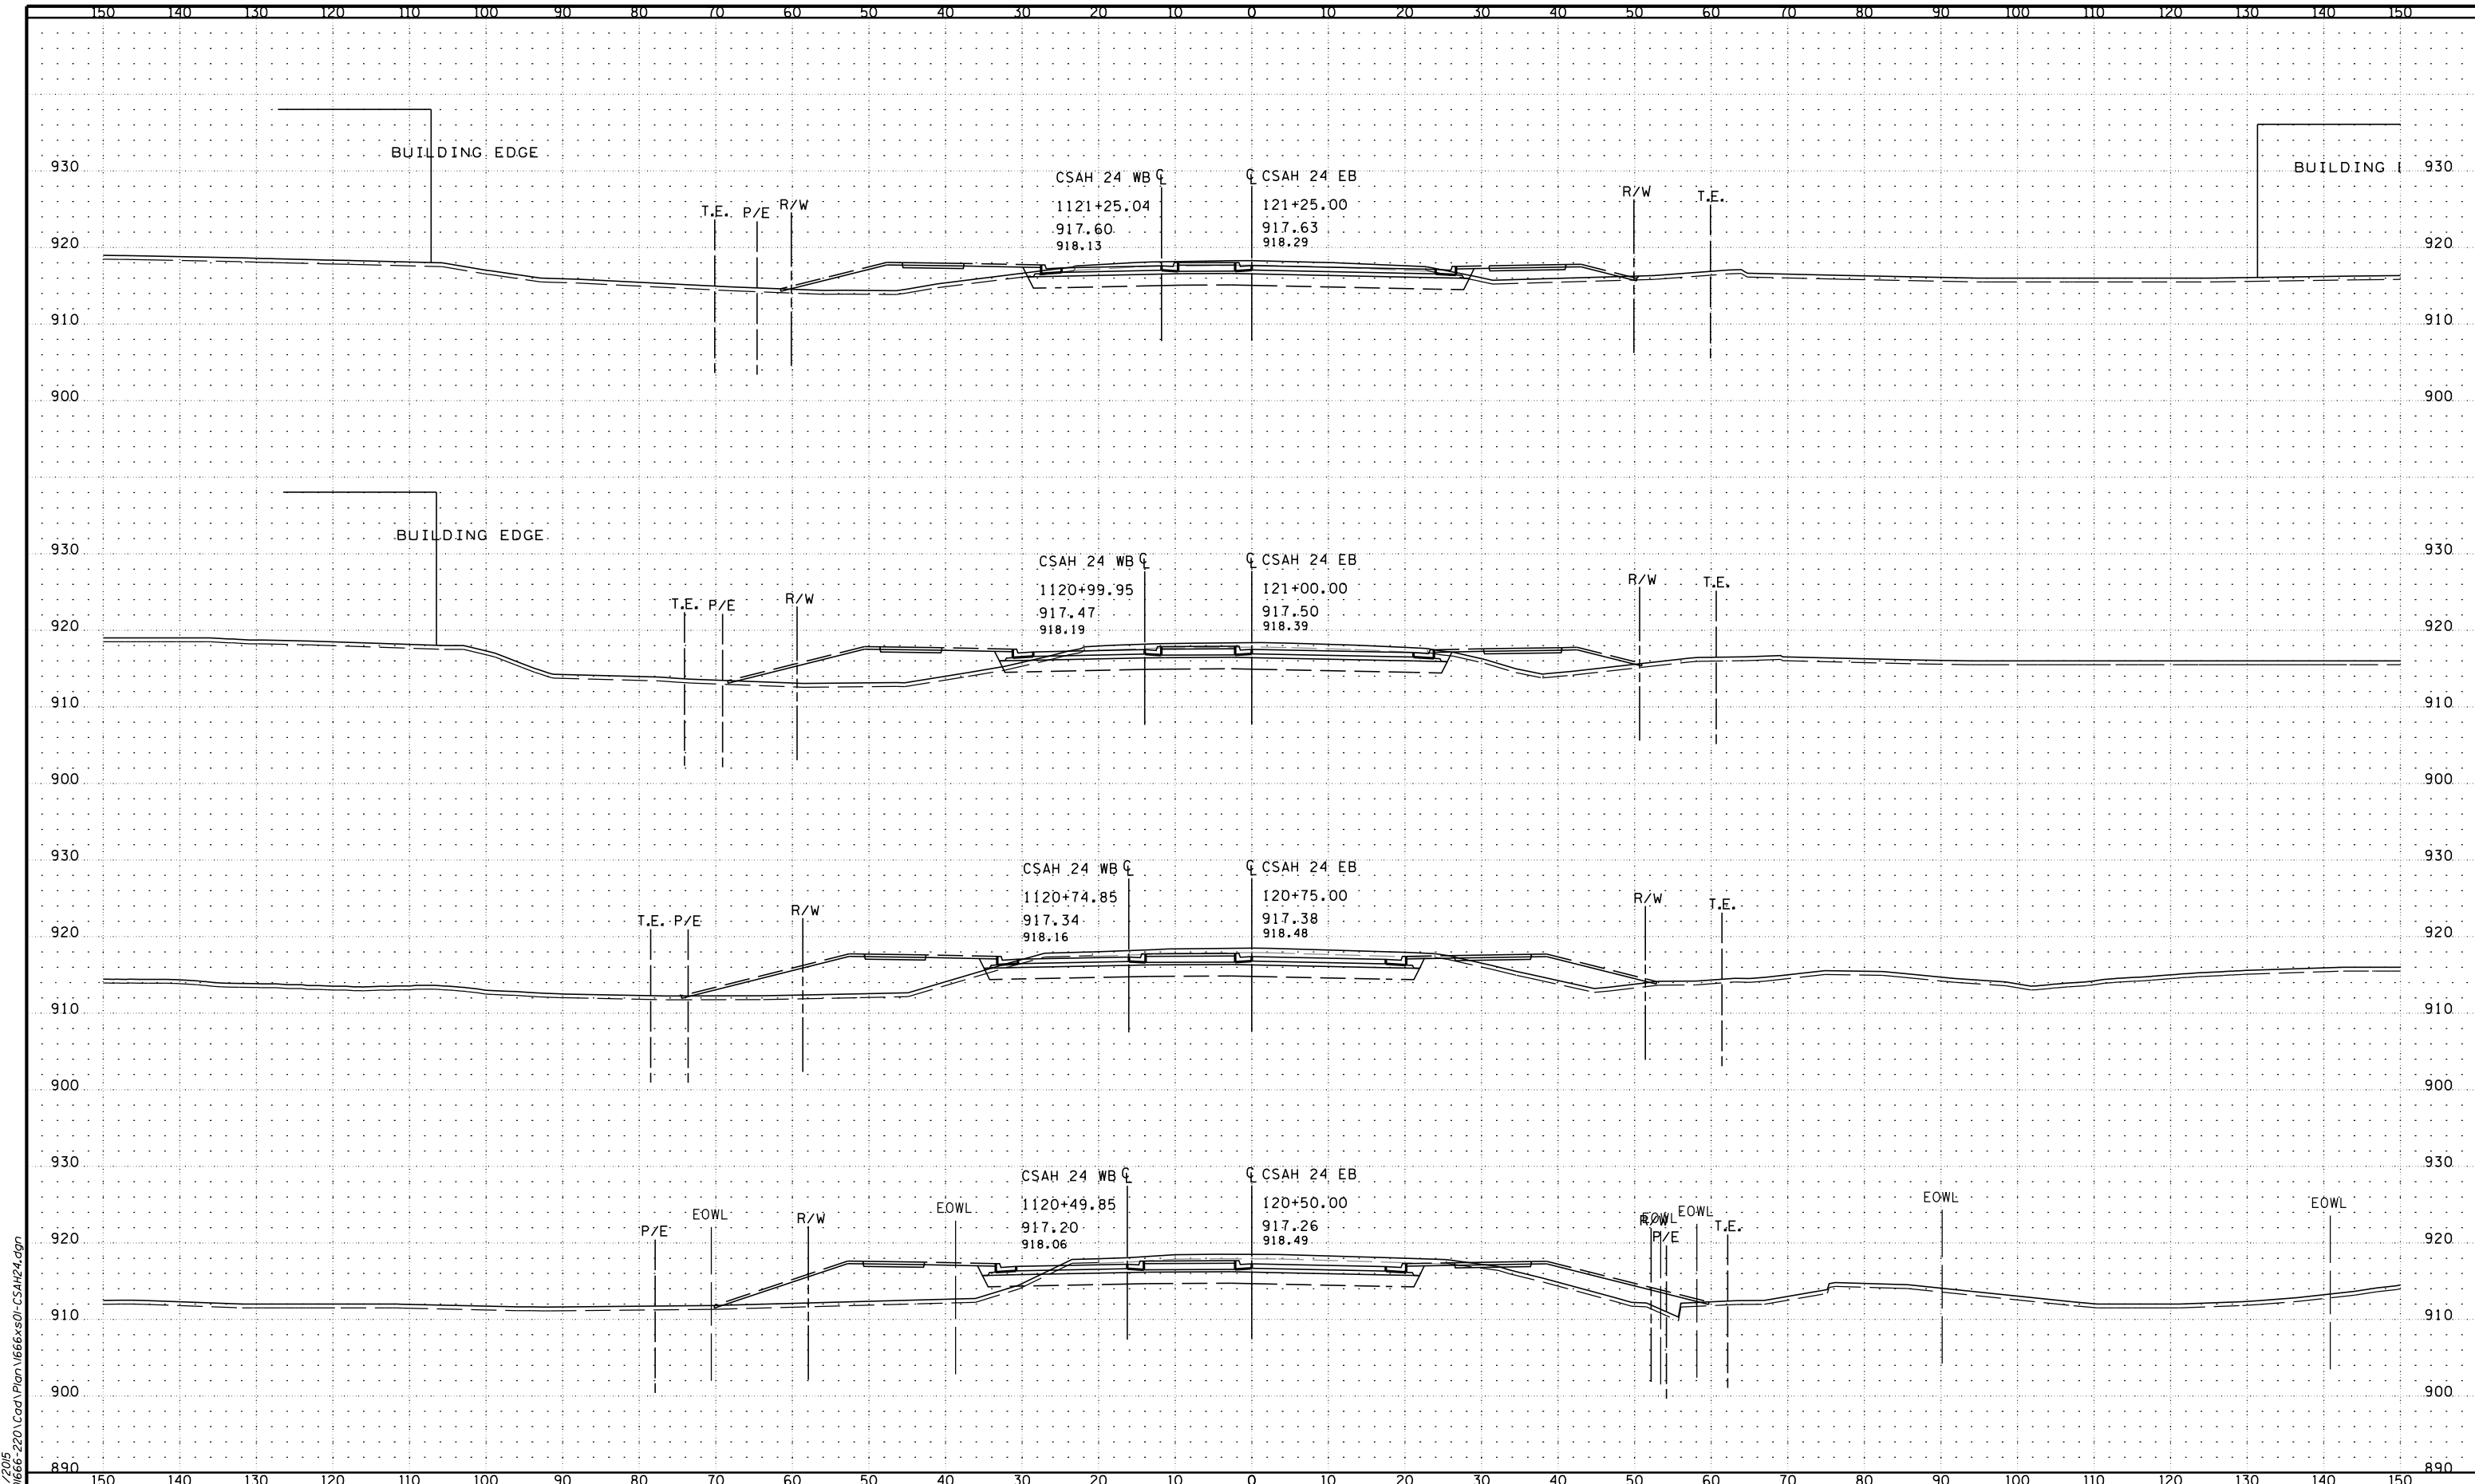 150 140 130 120 110 100 90 80 70 60 50 40 30 20 10 0 10 20 30 40 50 60 70 80 90 100 110 120 130 140 150
BUILDING EDGE
BUILDING
930 930
CSAH 24 WB ℄ ℄ CSAH 24 EB
1121+25.04 121+25.00
917.60 917.63
918.13 918.29
T.E. P/E R/W R/W T.E.
920 920
910 910
900 900
BUILDING EDGE
930 930
CSAH 24 WB ℄ ℄ CSAH 24 EB
1120+99.95 121+00.00
917.47 917.50
918.19 918.39
T.E. P/E R/W R/W T.E.
920 920
910 910
900 900
930 930
CSAH 24 WB ℄ ℄ CSAH 24 EB
1120+74.85 120+75.00
917.34 917.38
918.16 918.48
T.E. P/E R/W R/W T.E.
920 920
910 910
900 900
930 930
CSAH 24 WB ℄ ℄ CSAH 24 EB
1120+49.85 120+50.00
917.20 917.26
918.06 918.49
P/E EOWL R/W EOWL R/W EOWL P/E EOWL T.E. EOWL EOWL
920 920
910 910
900 900
890 890
150 140 130 120 110 100 90 80 70 60 50 40 30 20 10 0 10 20 30 40 50 60 70 80 90 100 110 120 130 140 150
/2015
1666-220\Cad\Plan\1666xs01-CSAH24.dgn